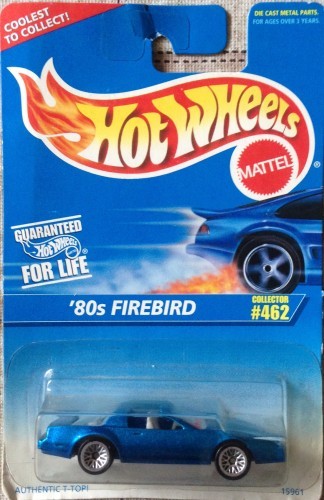 COOLEST
TO COLLECT!
DIE CAST METAL PARTS.
FOR AGES OVER 3 YEARS.
Hot Wheels
MATTEL
®
GUARANTEED
Hot Wheels
®
FOR LIFE
'80s FIREBIRD
COLLECTOR
#462
AUTHENTIC T-TOP!
15961